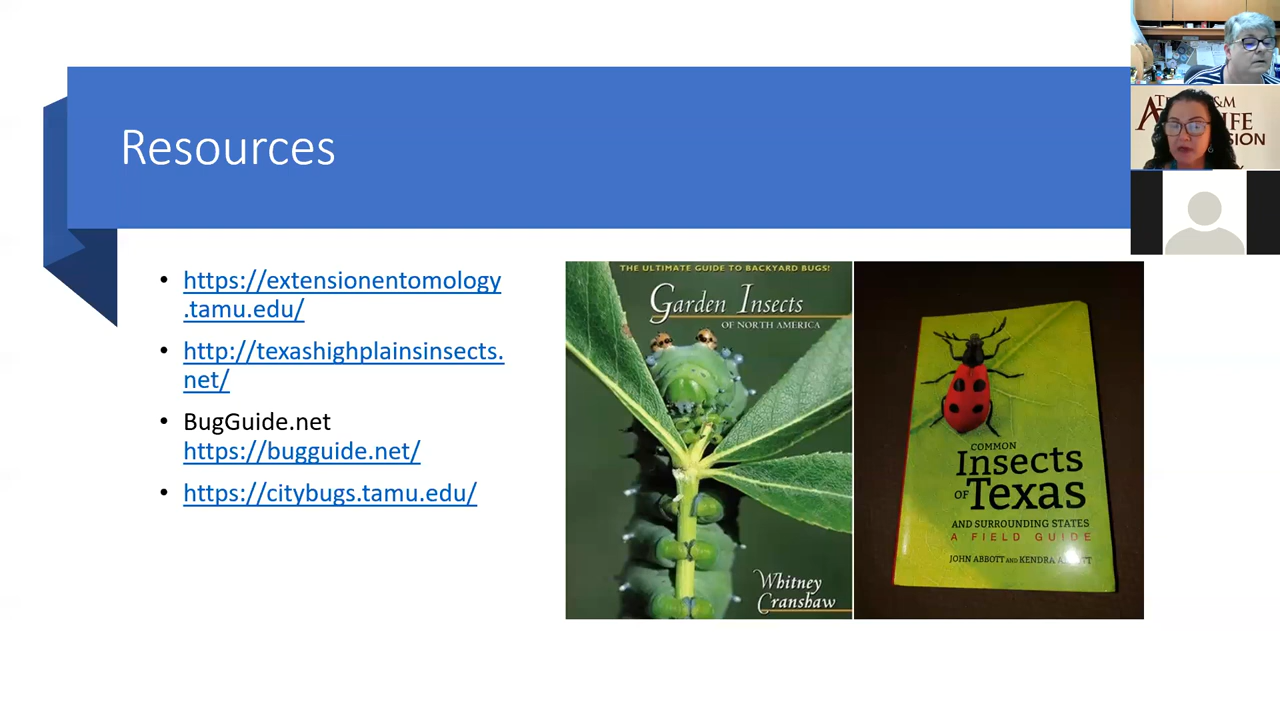 Resources
https://extensionentomology
.tamu.edu/
http://texashighplainsinsects.
net/
BugGuide.net
https://bugguide.net/
https://citybugs.tamu.edu/
THE ULTIMATE GUIDE TO BACKYARD BUGS!
Garden Insects
OF NORTH AMERICA
Whitney
Cranshaw
COMMON
Insects
OF Texas
AND SURROUNDING STATES
A FIELD GUIDE
JOHN ABBOTT AND KENDRA
&M